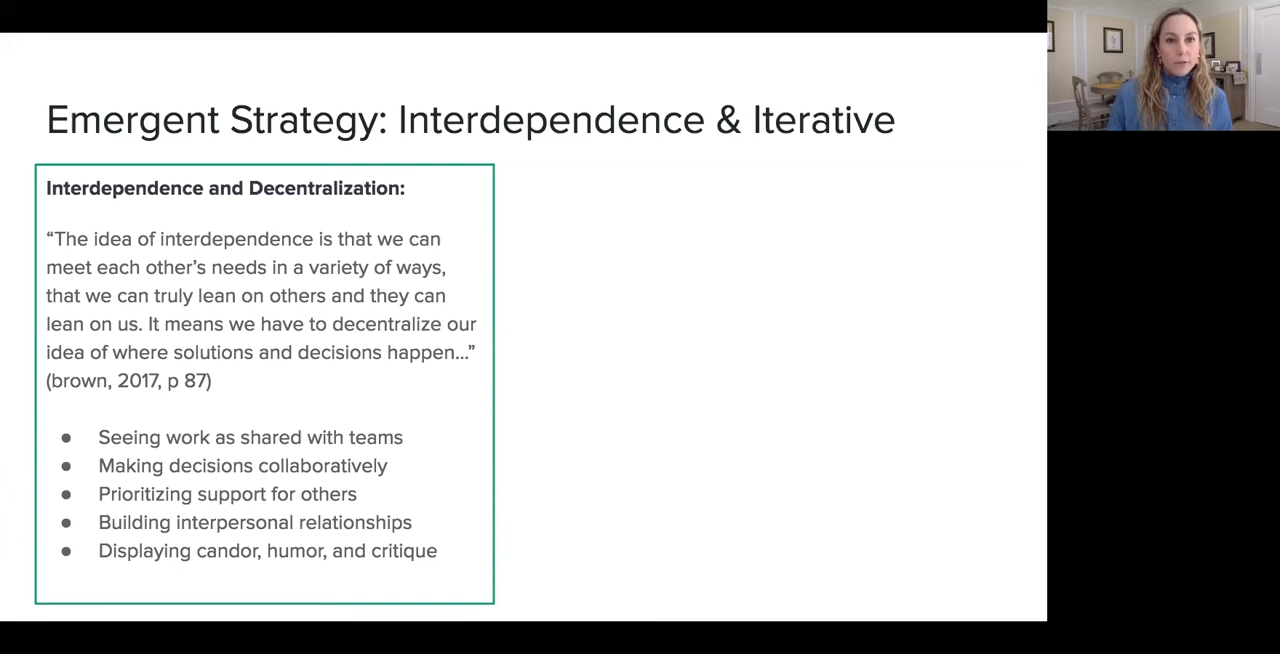 Emergent Strategy: Interdependence & Iterative
Interdependence and Decentralization:
“The idea of interdependence is that we can
meet each other’s needs in a variety of ways,
that we can truly lean on others and they can
lean on us. It means we have to decentralize our
idea of where solutions and decisions happen...”
(brown, 2017, p 87)
● Seeing work as shared with teams
● Making decisions collaboratively
● Prioritizing support for others
● Building interpersonal relationships
● Displaying candor, humor, and critique